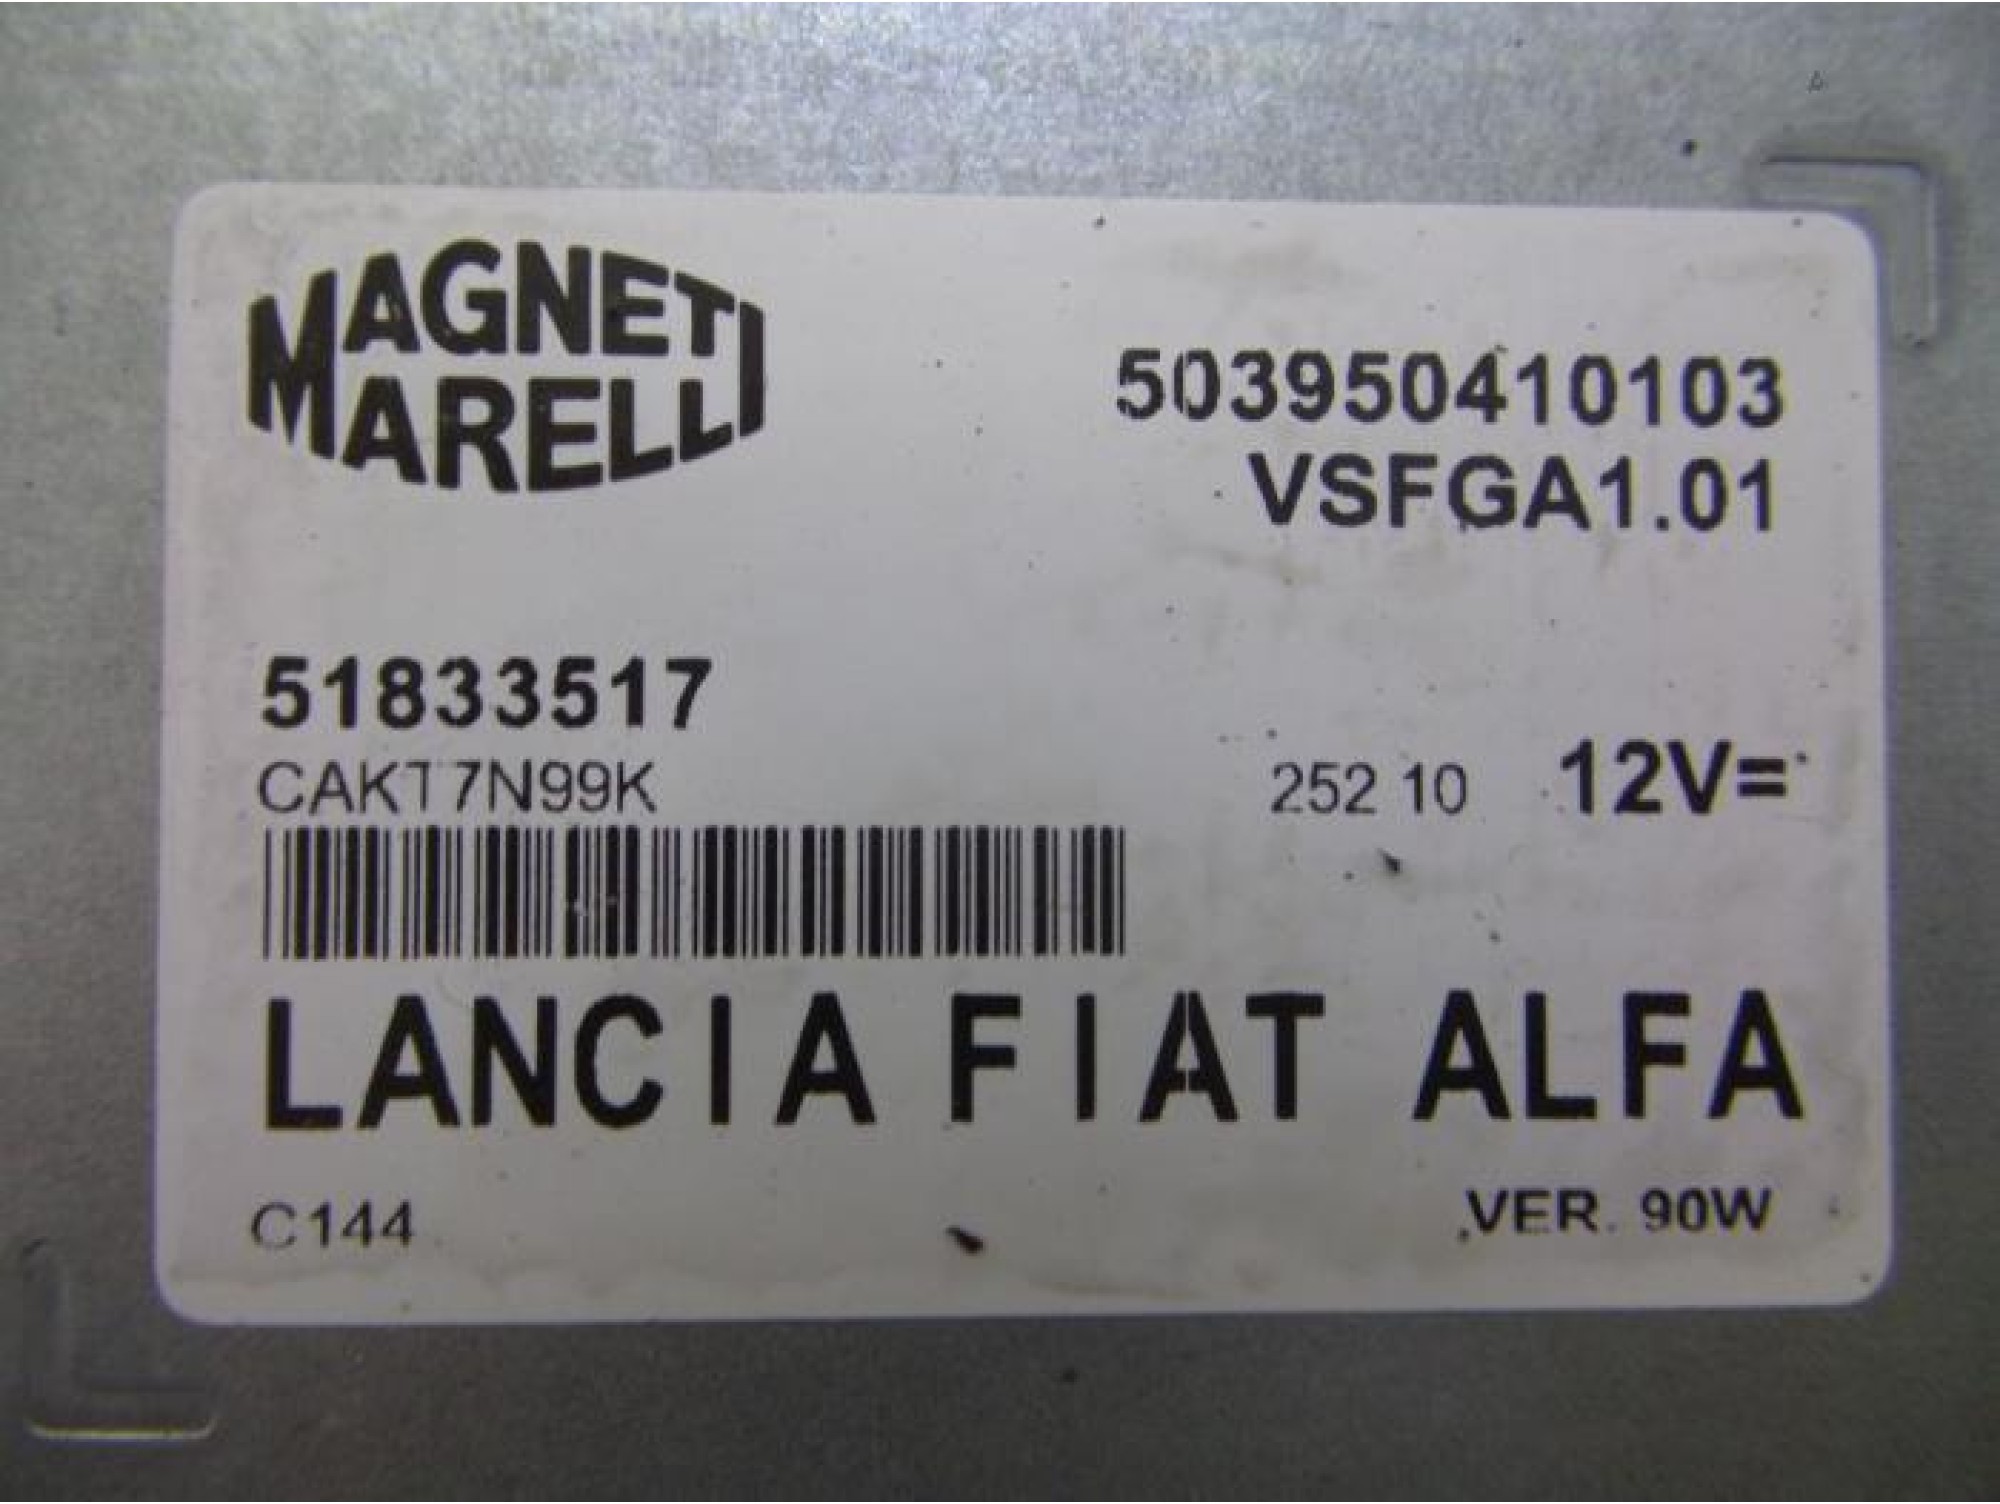 MAGNETI
MARELLI
503950410103
VSFGA1.01
51833517
CAKT7N99K
252 10 12V=
LANCIA FIAT ALFA
C144
VER. 90W